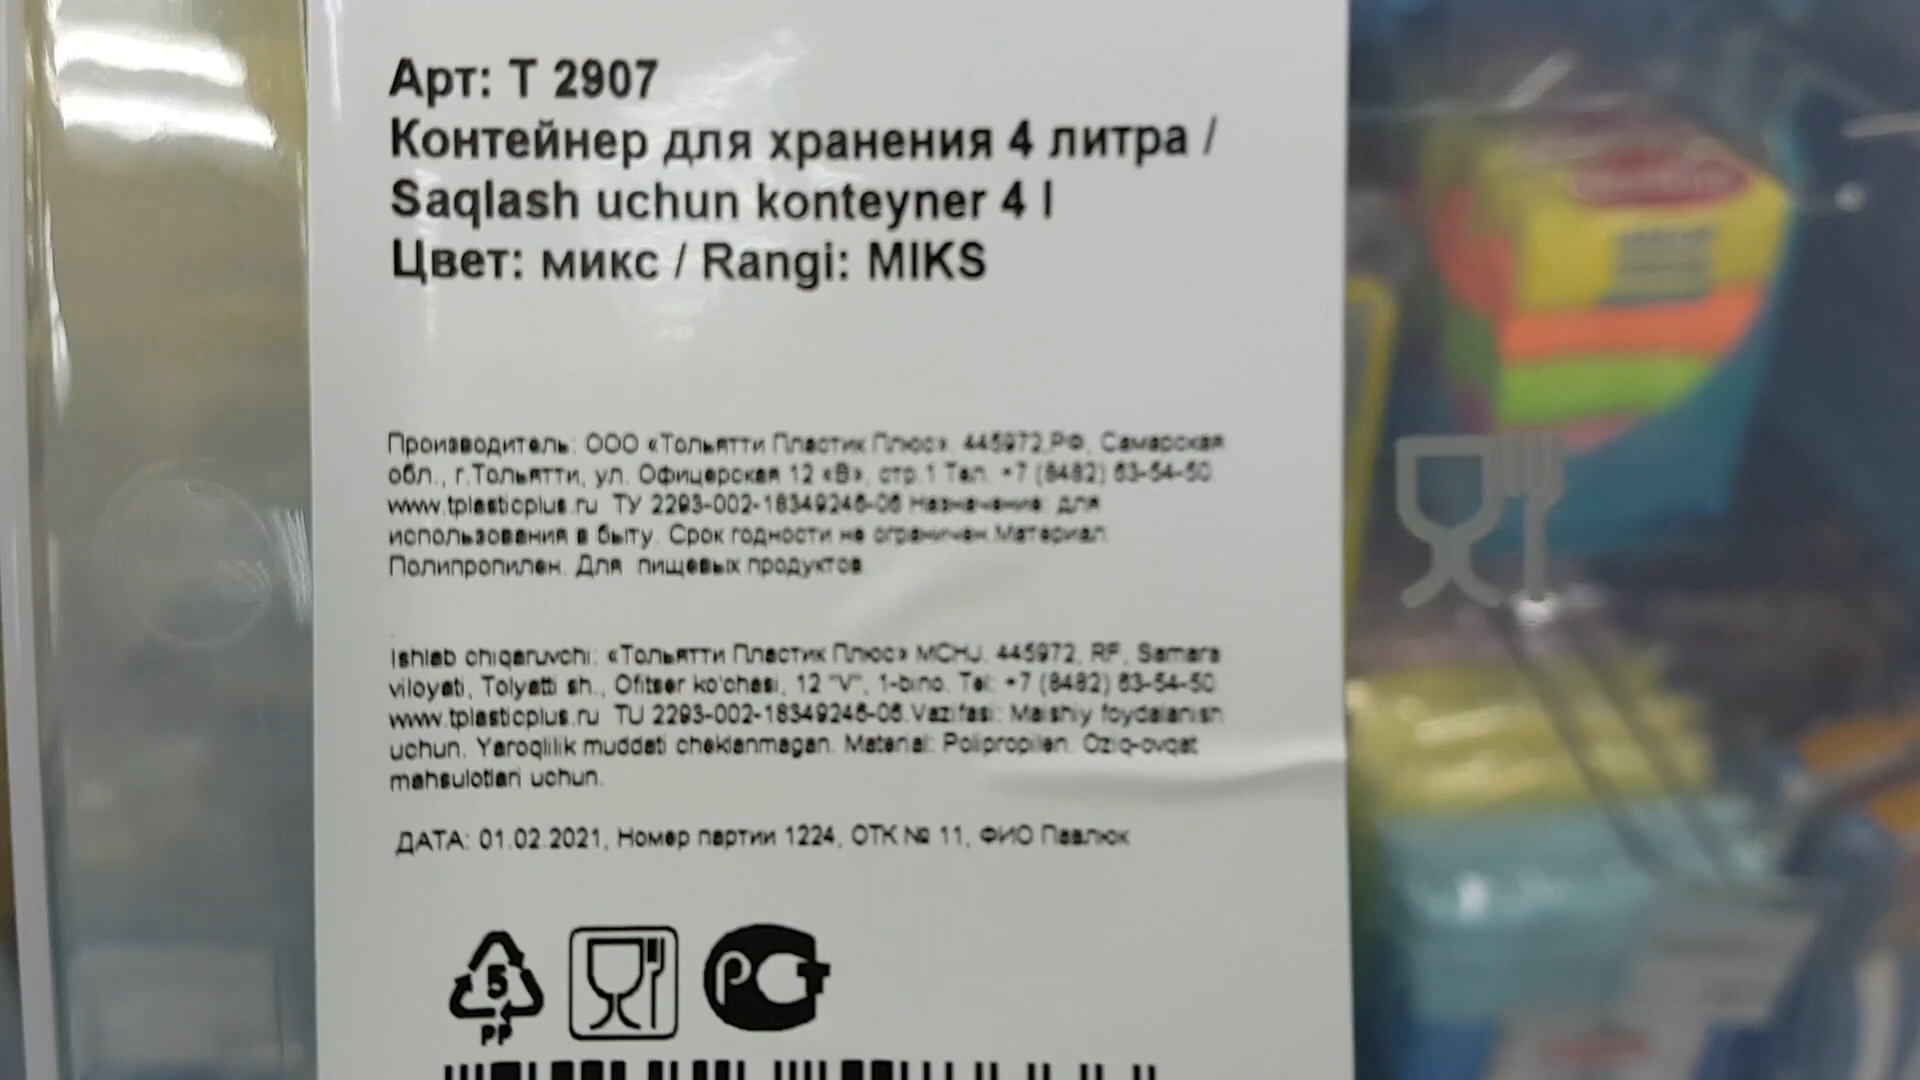 Арт: Т 2907
Контейнер для хранения 4 литра /
Saqlash uchun konteyner 4 l
Цвет: микс / Rangi: MIKS
Производитель: ООО «Тольятти Пластик Плюс». 445972,РФ, Самарская
обл., г.Тольятти, ул. Офицерская 12 «В», стр.1 Тел. +7 (8482) 63-54-50
www.tplasticplus.ru ТУ 2293-002-18349246-06 Назначение: для
использования в быту. Срок годности не ограничен.Материал:
Полипропилен. Для пищевых продуктов
Ishlab chiqaruvchi: «Тольятти Пластик Плюс» MCHJ. 445972, RF, Samara
viloyati, Tolyatti sh., Ofitser ko'chasi, 12 "V", 1-bino. Tel: +7 (8482) 63-54-50
www.tplasticplus.ru TU 2293-002-18349246-06.Vazifasi: Maishiy foydalanish
uchun. Yaroqlilik muddati cheklanmagan. Material: Polipropilen. Oziq-ovqat
mahsulotlari uchun.
ДАТА: 01.02.2021, Номер партии 1224, ОТК № 11, ФИО Павлюк
5
PP
РСТ